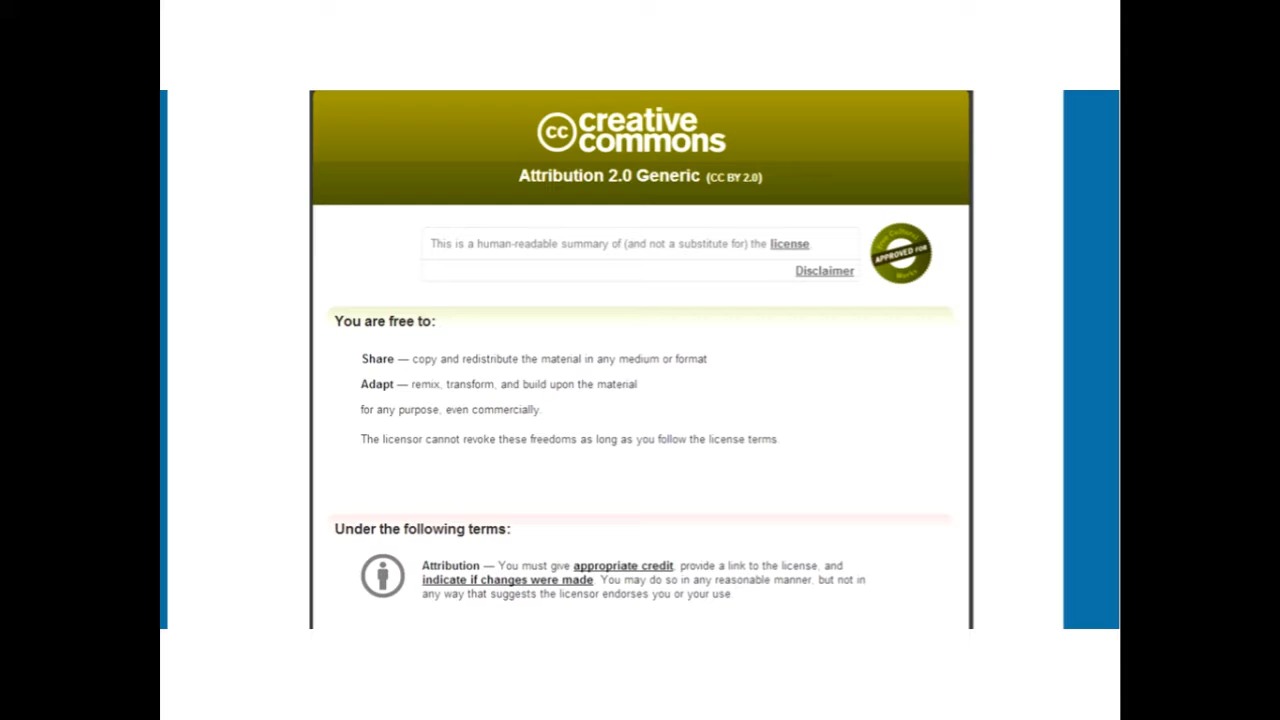 cc creative
commons
Attribution 2.0 Generic (CC BY 2.0)
This is a human-readable summary of (and not a substitute for) the license.
Disclaimer
APPROVED FOR
Works
You are free to:
Share — copy and redistribute the material in any medium or format
Adapt — remix, transform, and build upon the material
for any purpose, even commercially.
The licensor cannot revoke these freedoms as long as you follow the license terms.
Under the following terms:
Attribution — You must give appropriate credit, provide a link to the license, and
indicate if changes were made. You may do so in any reasonable manner, but not in
any way that suggests the licensor endorses you or your use.